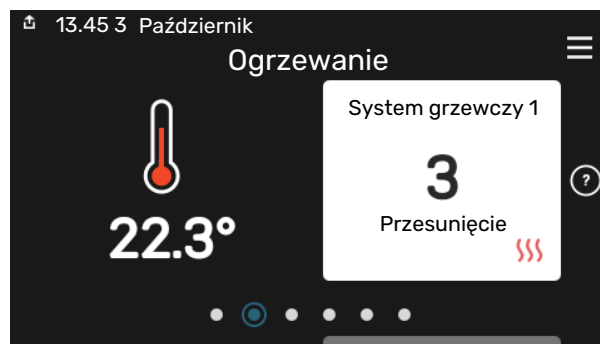 13.45 3 Październik
Ogrzewanie
System grzewczy 1
3
Przesunięcie
22.3°
?